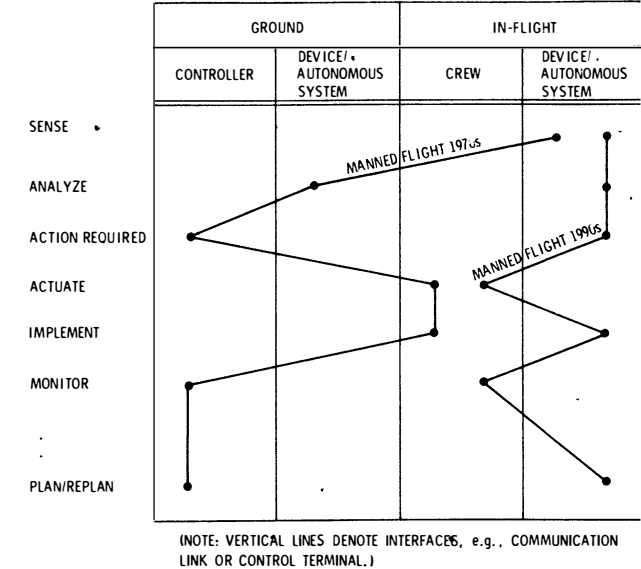 GROUND IN-FLIGHT
CONTROLLER DEVICE/ AUTONOMOUS SYSTEM CREW DEVICE/ AUTONOMOUS SYSTEM
SENSE
MANNED FLIGHT 1970s
ANALYZE
ACTION REQUIRED
MANNED FLIGHT 1990s
ACTUATE
IMPLEMENT
MONITOR
PLAN/REPLAN
(NOTE: VERTICAL LINES DENOTE INTERFACES, e.g., COMMUNICATION
LINK OR CONTROL TERMINAL.)